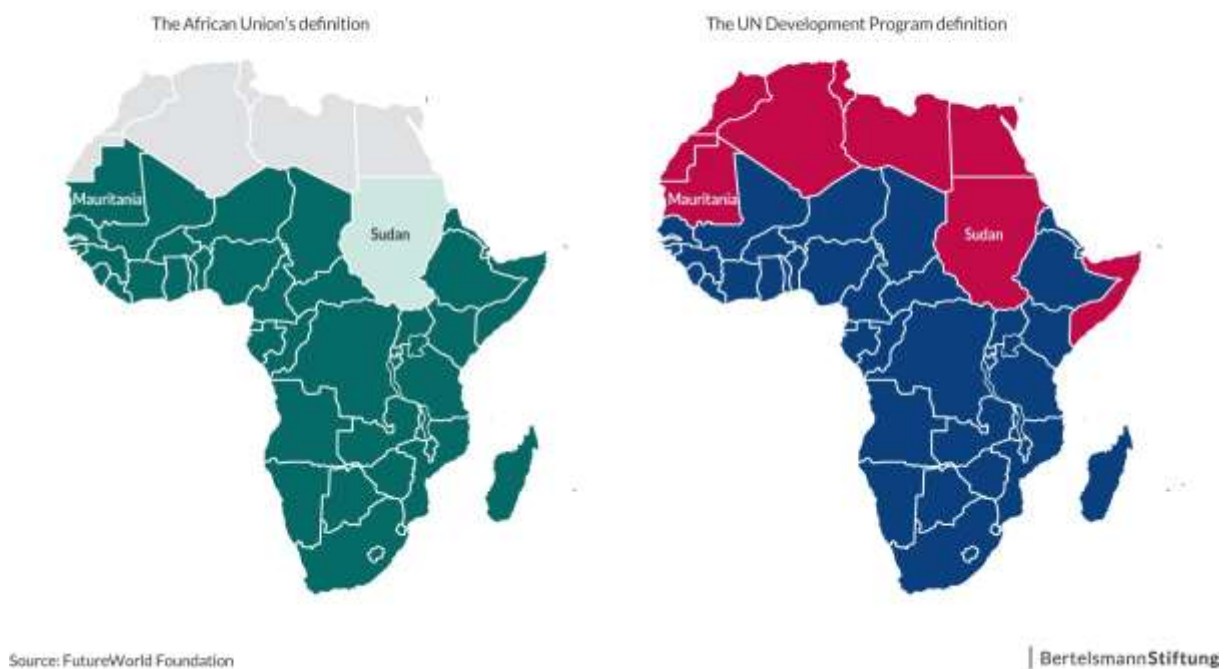 The African Union's definition
The UN Development Program definition
Mauritania
Sudan
Mauritania
Sudan
Source: FutureWorld Foundation
BertelsmannStiftung